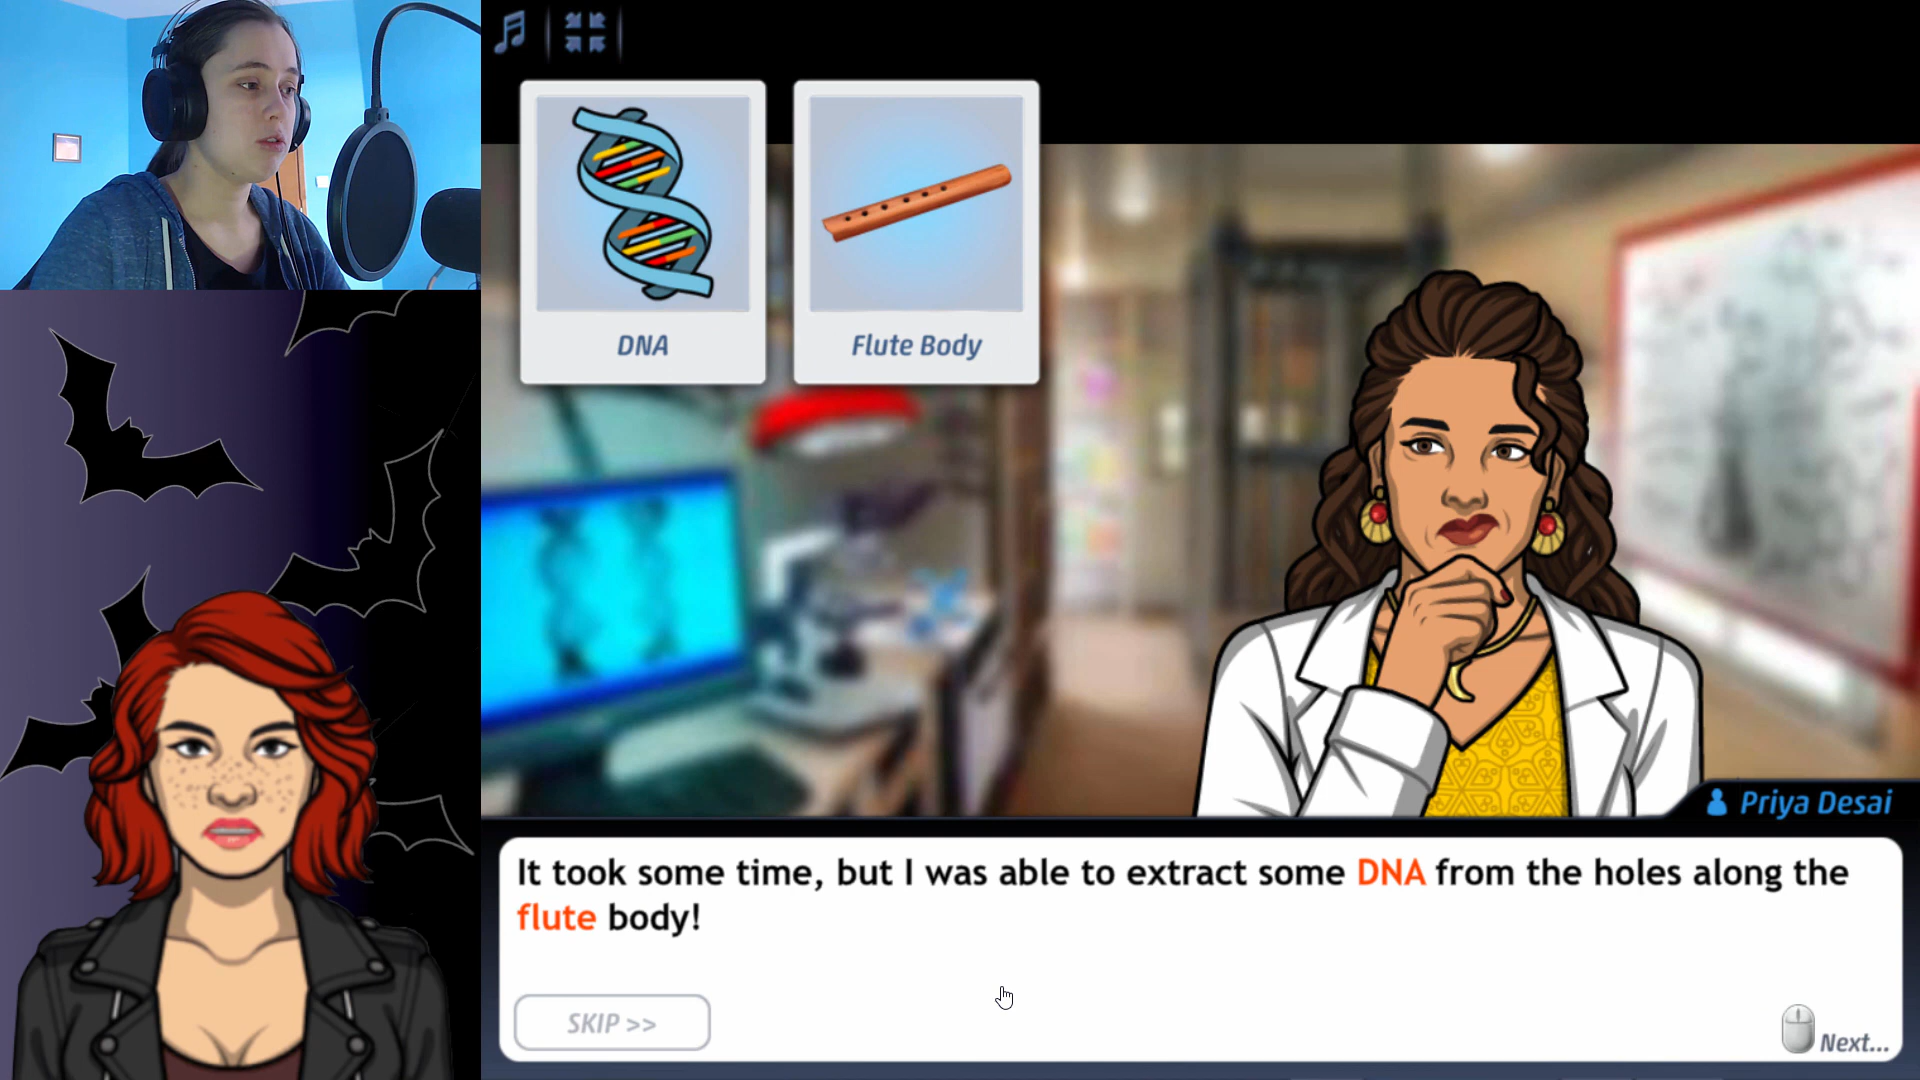 DNA
Flute Body
Priya Desai
It took some time, but I was able to extract some DNA from the holes along the
flute body!
SKIP >>
Next...